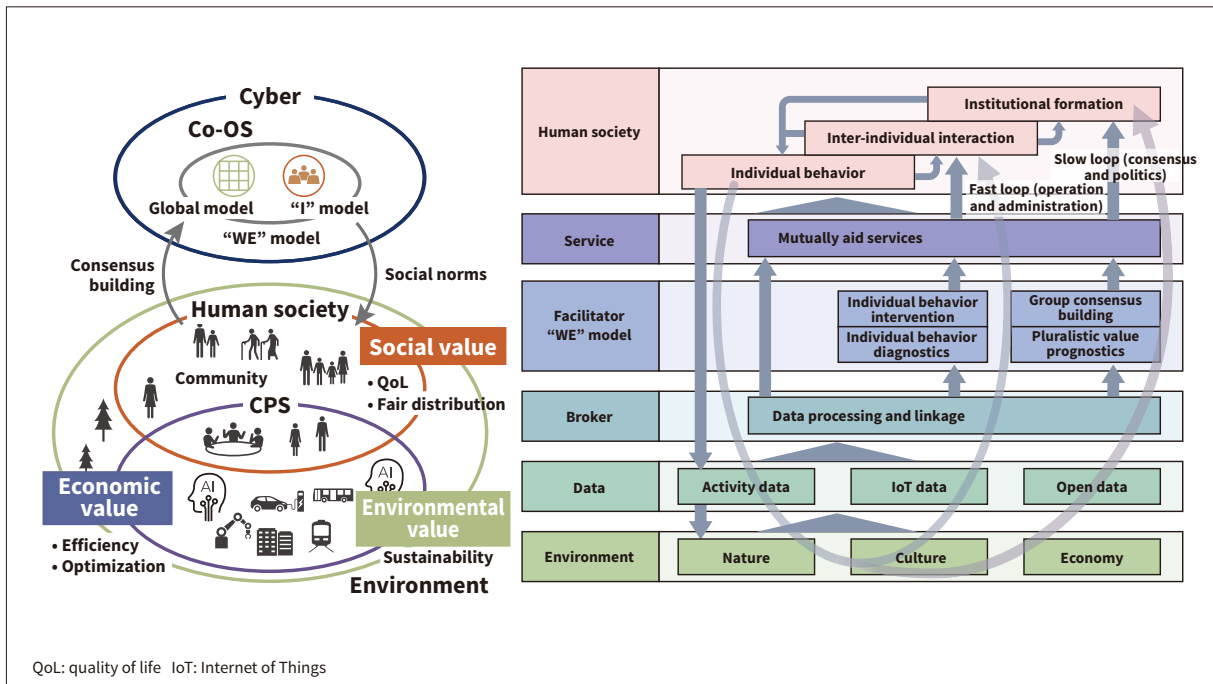 Cyber
Co-OS
Global model
“I” model
“WE” model
Consensus
building
Social norms
Human society
Social value
Community
• QoL
• Fair distribution
CPS
AI
AI
Economic
value
Environmental
value
• Efficiency
• Optimization
Sustainability
Environment
Human society
Institutional formation
Inter-individual interaction
Individual behavior
Slow loop (consensus
and politics)
Fast loop (operation
and administration)
Service
Mutually aid services
Facilitator
“WE” model
Individual behavior
intervention
Individual behavior
diagnostics
Group consensus
building
Pluralistic value
prognostics
Broker
Data processing and linkage
Data
Activity data
IoT data
Open data
Environment
Nature
Culture
Economy
QoL: quality of life IoT: Internet of Things